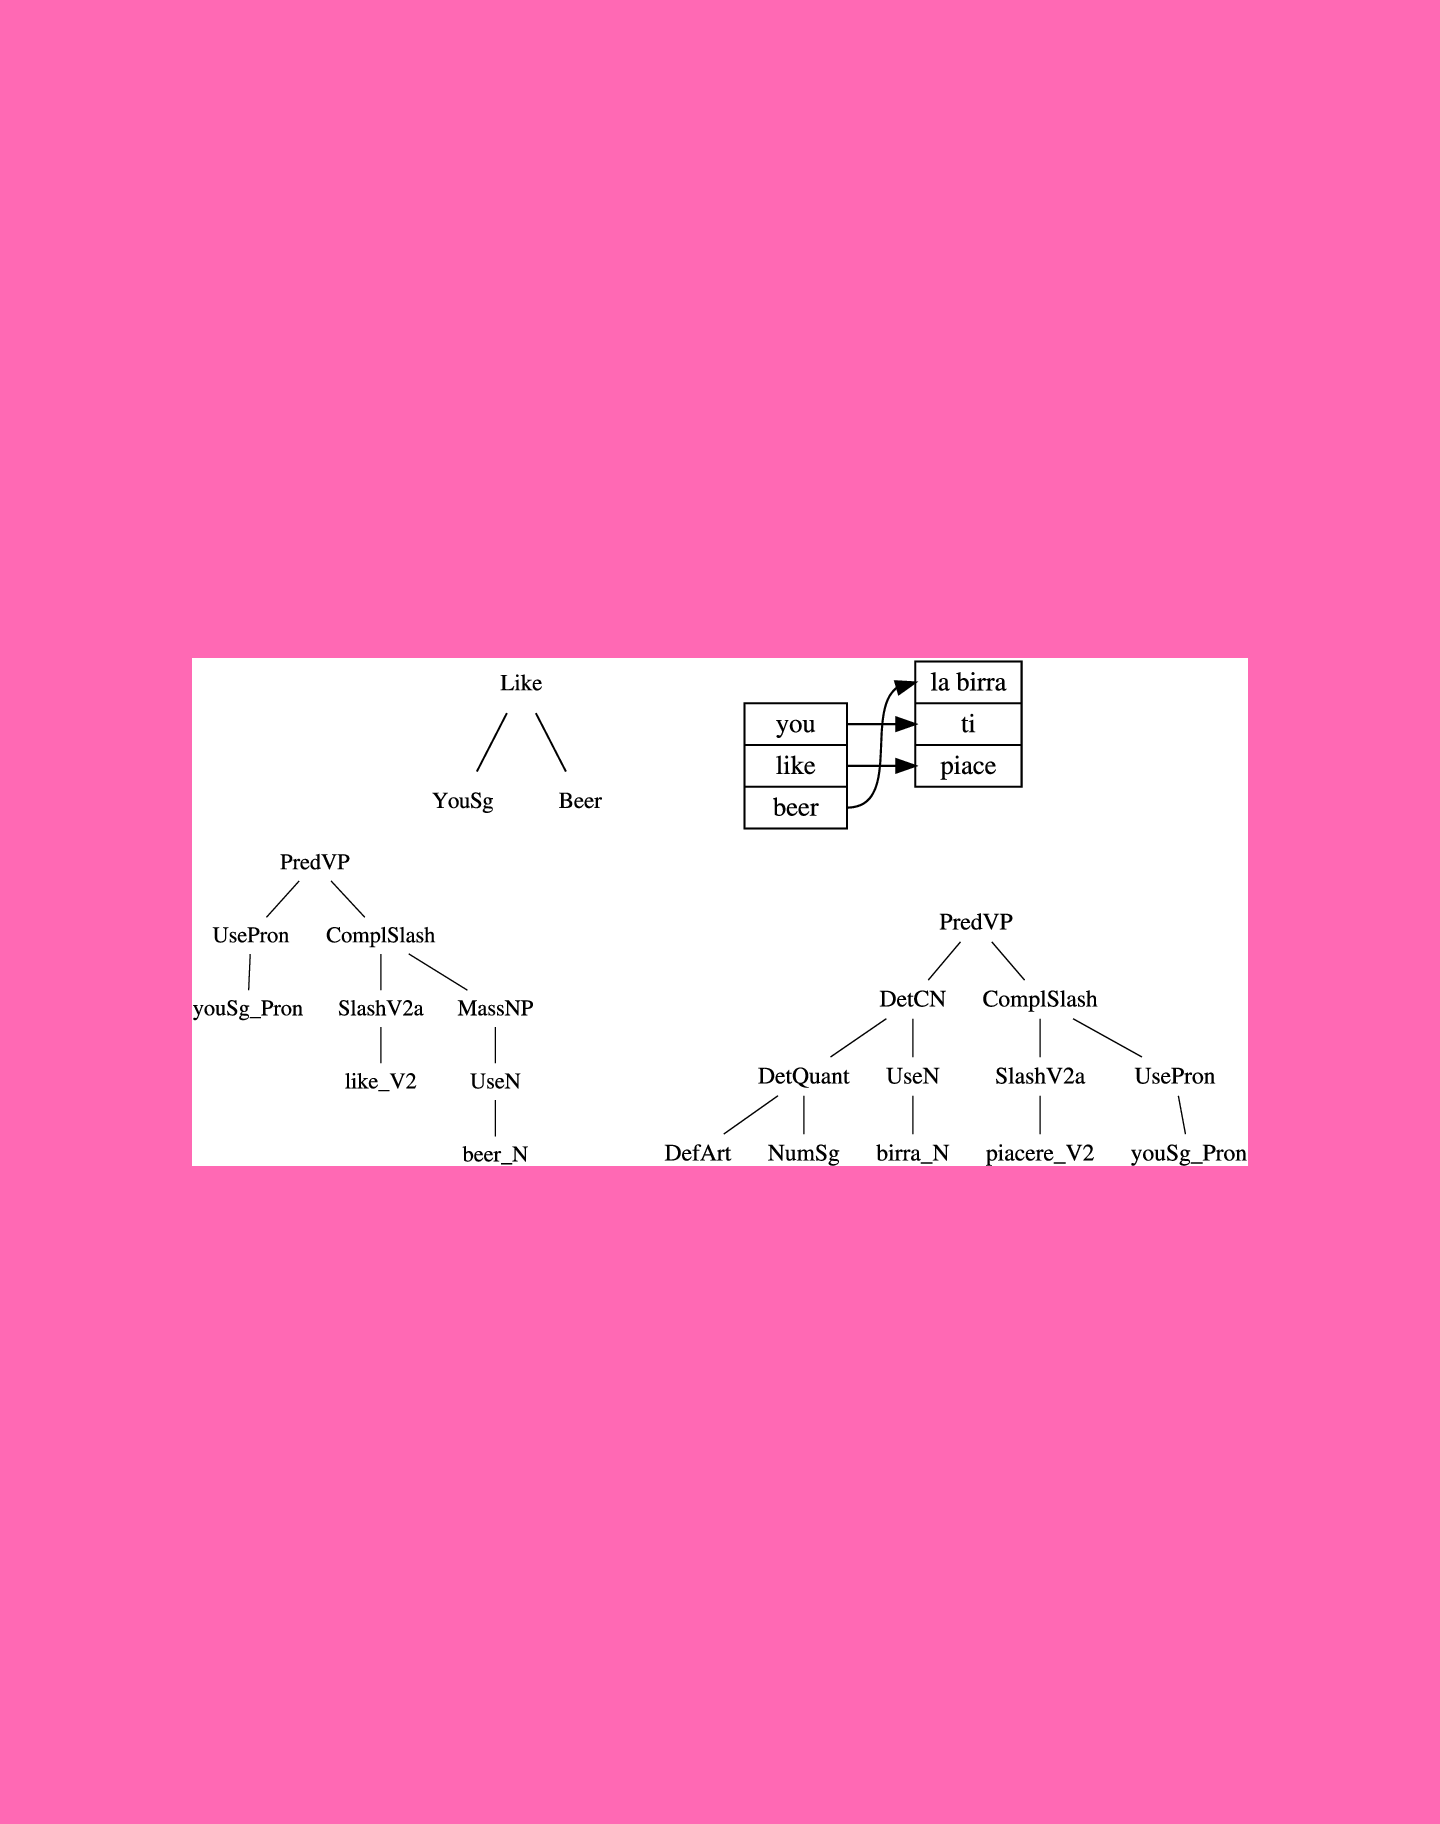 Like
YouSg Beer
you
like
beer
la birra
ti
piace
PredVP
UsePron ComplSlash
youSg_Pron SlashV2a MassNP
like_V2 UseN
beer_N
PredVP
DetCN ComplSlash
DetQuant UseN SlashV2a UsePron
DefArt NumSg birra_N piacere_V2 youSg_Pron